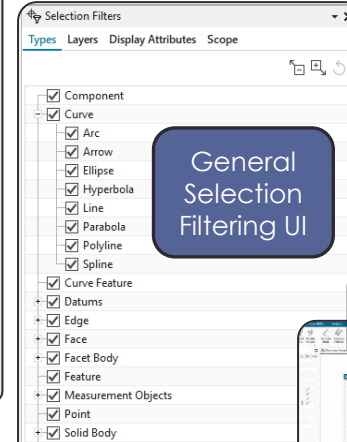 Selection Filters
Types Layers Display Attributes Scope
Component
Curve
Arc
Arrow
Ellipse
Hyperbola
Line
Parabola
Polyline
Spline
Curve Feature
Datums
Edge
Face
Facet Body
Feature
Measurement Objects
Point
Solid Body
General
Selection
Filtering UI